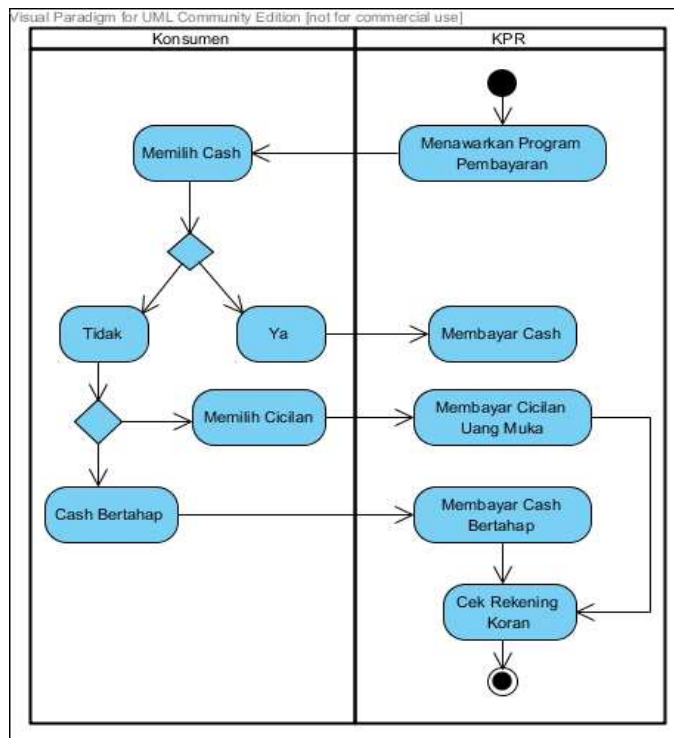 Visual Paradigm for UML Community Edition [not for commercial use]
Konsumen
KPR
Memilih Cash
Menawarkan Program
Pembayaran
Tidak
Ya
Membayar Cash
Memilih Cicilan
Membayar Cicilan
Uang Muka
Cash Bertahap
Membayar Cash
Bertahap
Cek Rekening
Koran